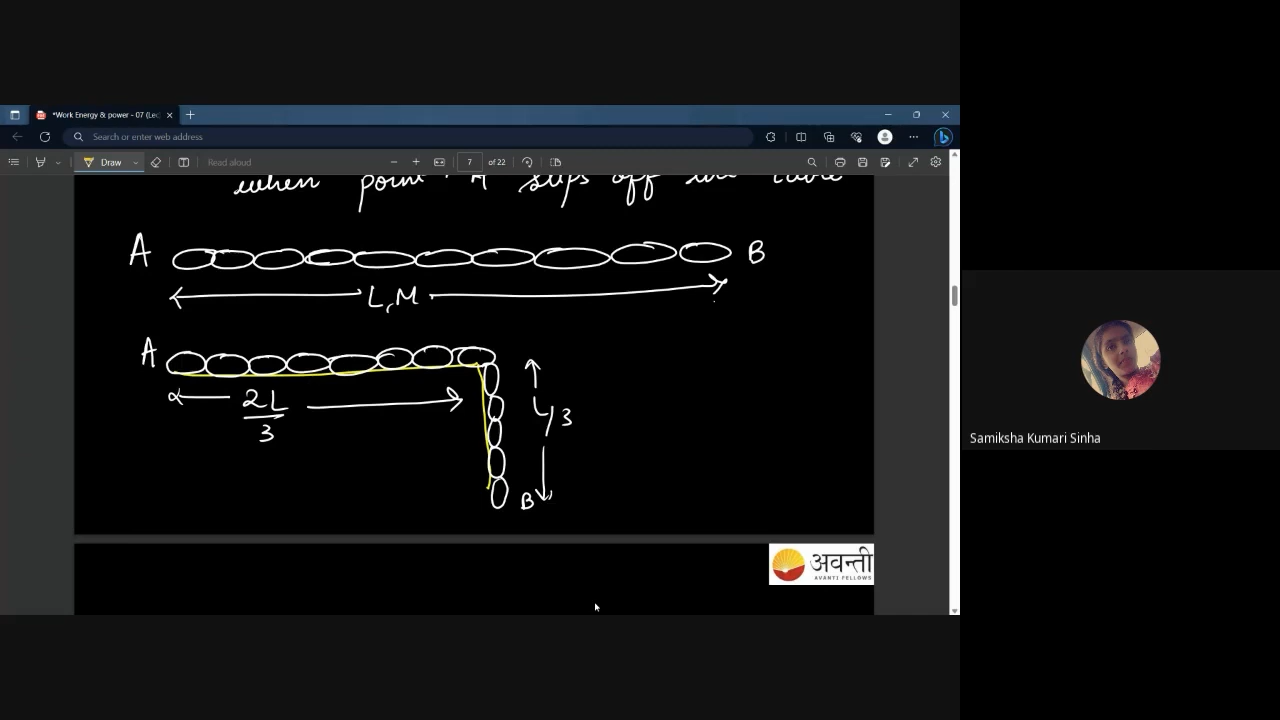 *Work Energy & power - 07 (Lec
Search or enter web address
Draw
Read aloud
7 of 22
when point A slips off the table
A B
L, M
A
2L/3
L/3
B
अवन्ती
AVANTI FELLOWS
Samiksha Kumari Sinha